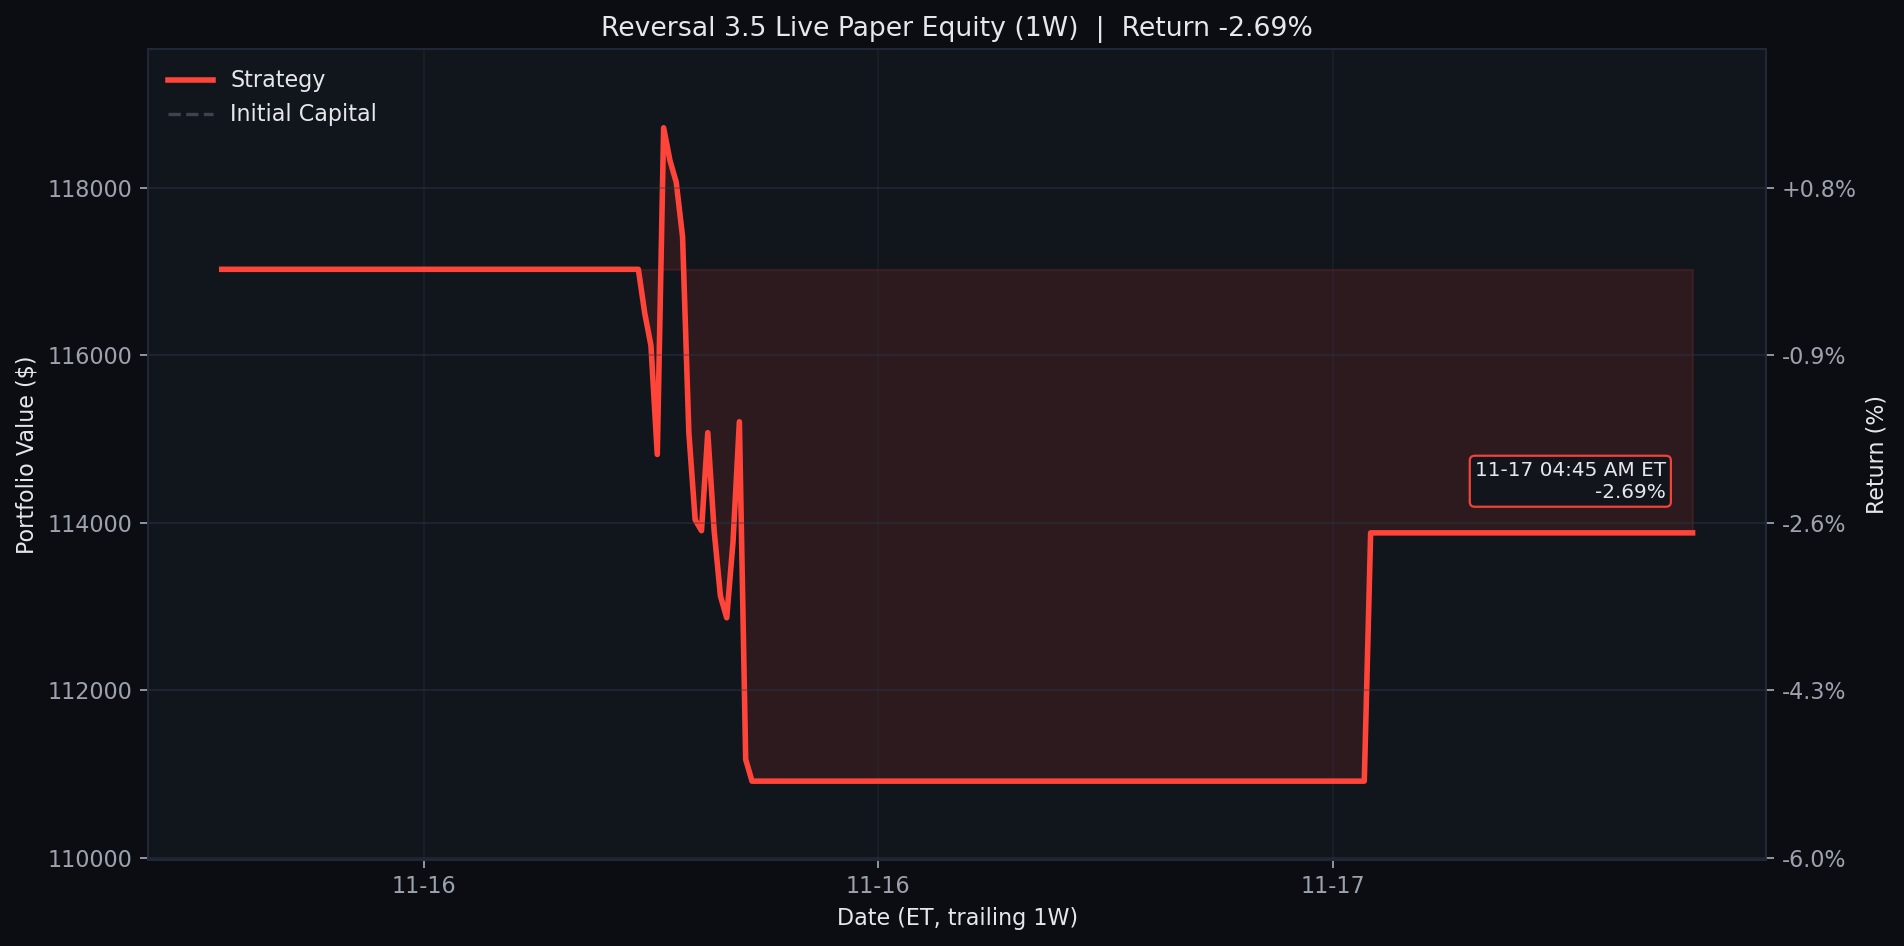 Reversal 3.5 Live Paper Equity (1W)  |  Return -2.69%
Strategy
Initial Capital
118000
116000
114000
112000
110000
Portfolio Value ($)
+0.8%
-0.9%
-2.6%
-4.3%
-6.0%
Return (%)
11-17 04:45 AM ET
-2.69%
11-16
11-16
11-17
Date (ET, trailing 1W)